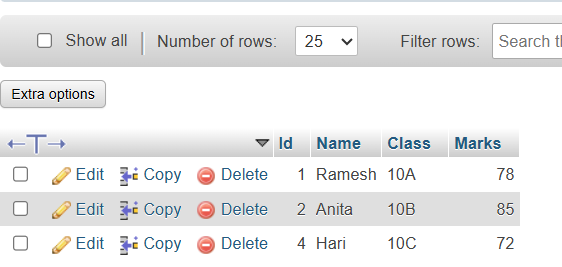 Show all Number of rows: 25 Filter rows: Search th
Extra options
Id Name Class Marks
Edit Copy Delete 1 Ramesh 10A 78
Edit Copy Delete 2 Anita 10B 85
Edit Copy Delete 4 Hari 10C 72